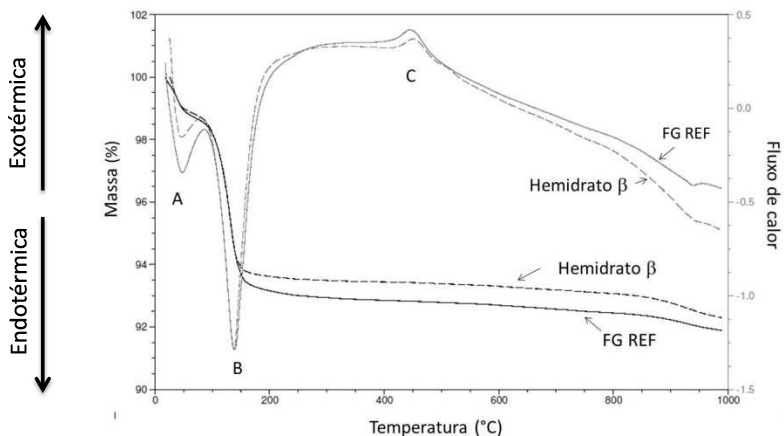 Exotérmica
Endotérmica
Massa (%)
102
100
98
96
94
92
90
A
B
C
FG REF
Hemidrato β
Hemidrato β
FG REF
0.5
0.0
-0.5
-1.0
-1.5
Fluxo de calor
0
200
400
600
800
1000
Temperatura (°C)